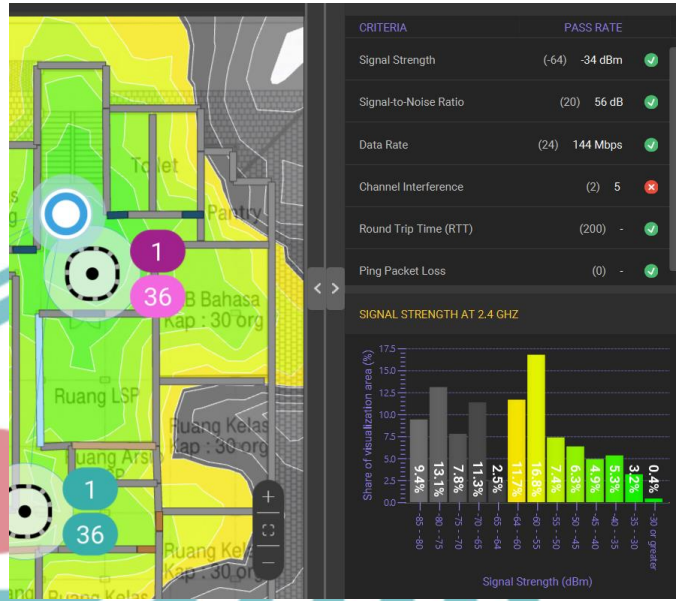 Toilet
Pantry
1
36
B Bahasa
Kap : 30 org
Ruang LSP
Ruang Kelas
Kap : 30 org
Ruang Arsip
1
36
Ruang Kel
Kap : 30 org
Ruang Kelas
CRITERIA PASS RATE
Signal Strength (-64) -34 dBm
Signal-to-Noise Ratio (20) 56 dB
Data Rate (24) 144 Mbps
Channel Interference (2) 5
Round Trip Time (RTT) (200) -
Ping Packet Loss (0) -
SIGNAL STRENGTH AT 2.4 GHZ
Share of visualization area (%)
17.5
15.0
12.5
10.0
7.5
5.0
2.5
0.0
9.4% 13.1% 7.8% 11.3% 2.5% 11.7% 16.8% 7.4% 6.3% 4.9% 5.3% 3.2% 0.4%
-85 - -80
-80 - -75
-75 - -70
-70 - -65
-65 - -64
-64 - -60
-60 - -55
-55 - -50
-50 - -45
-45 - -40
-40 - -35
-35 - -30
-30 or greater
Signal Strength (dBm)